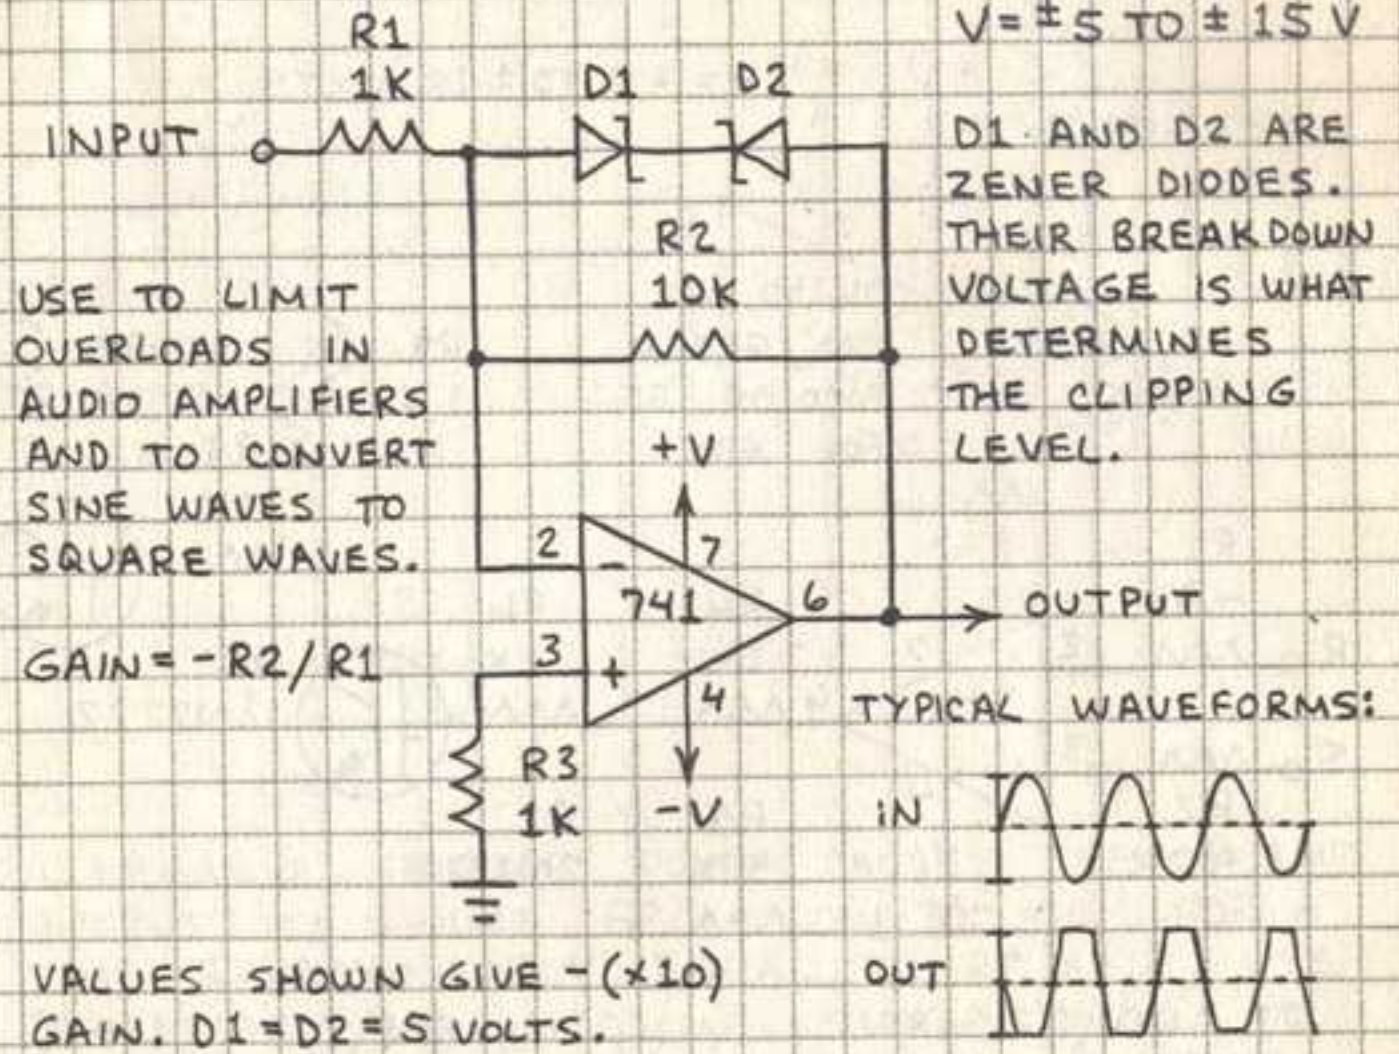 V = ±5 TO ±15 V
R1
1K
D1 D2
INPUT
D1 AND D2 ARE
ZENER DIODES.
THEIR BREAKDOWN
VOLTAGE IS WHAT
DETERMINES
THE CLIPPING
LEVEL.
R2
10K
USE TO LIMIT
OVERLOADS IN
AUDIO AMPLIFIERS
AND TO CONVERT
SINE WAVES TO
SQUARE WAVES.
+V
2
-
7
741
6
OUTPUT
3
+
4
GAIN = -R2/R1
R3
1K
-V
TYPICAL WAVEFORMS:
IN
OUT
VALUES SHOWN GIVE -(x10)
GAIN. D1=D2=5 VOLTS.